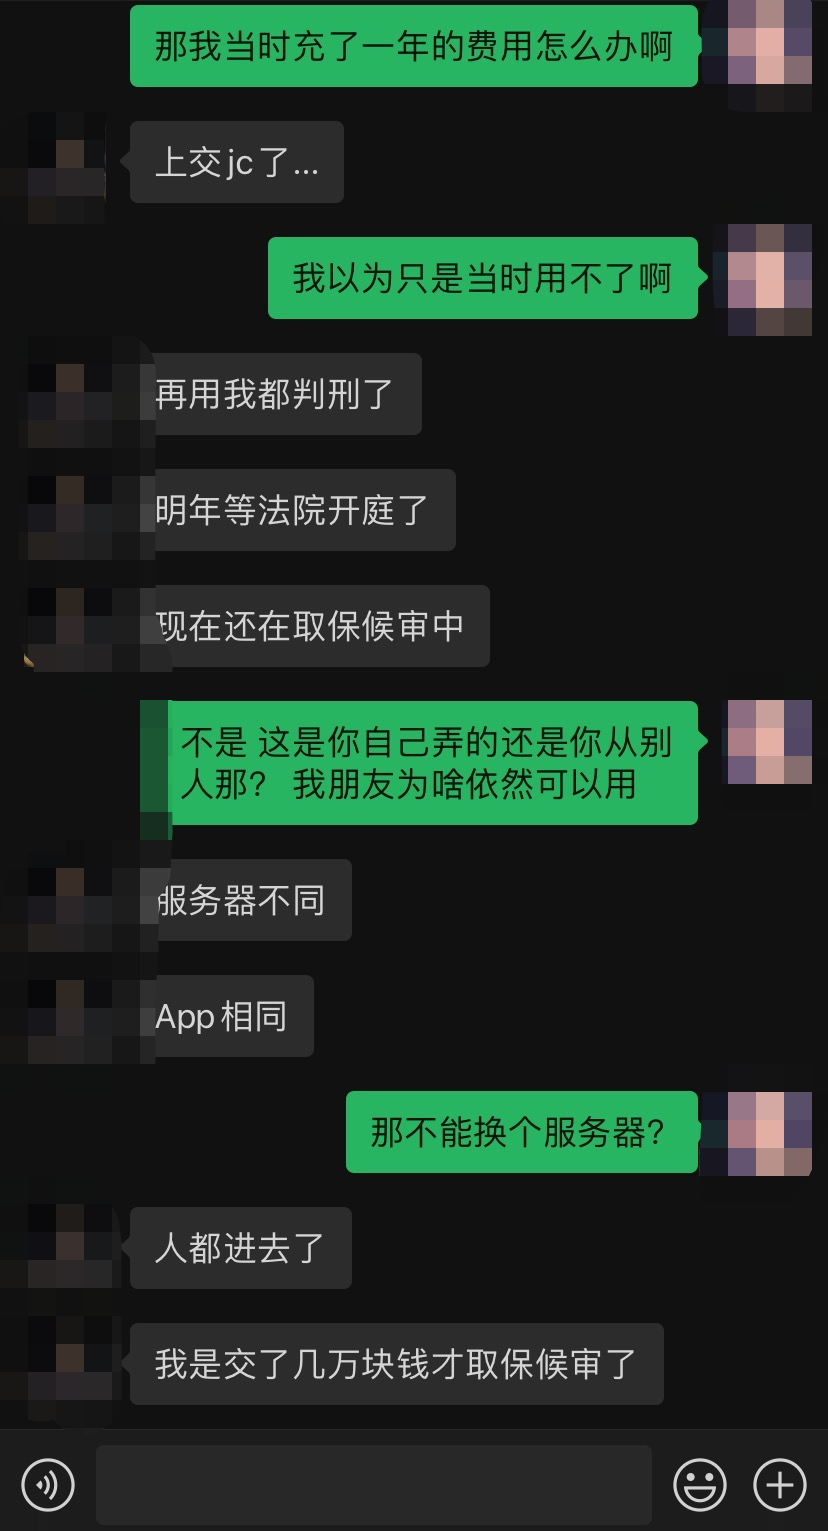 那我当时充了一年的费用怎么办啊
上交jc了...
我以为只是当时用不了啊
再用我都判刑了
明年等法院开庭了
现在还在取保候审中
不是 这是你自己弄的还是你从别
人那? 我朋友为啥依然可以用
服务器不同
App相同
那不能换个服务器?
人都进去了
我是交了几万块钱才取保候审了